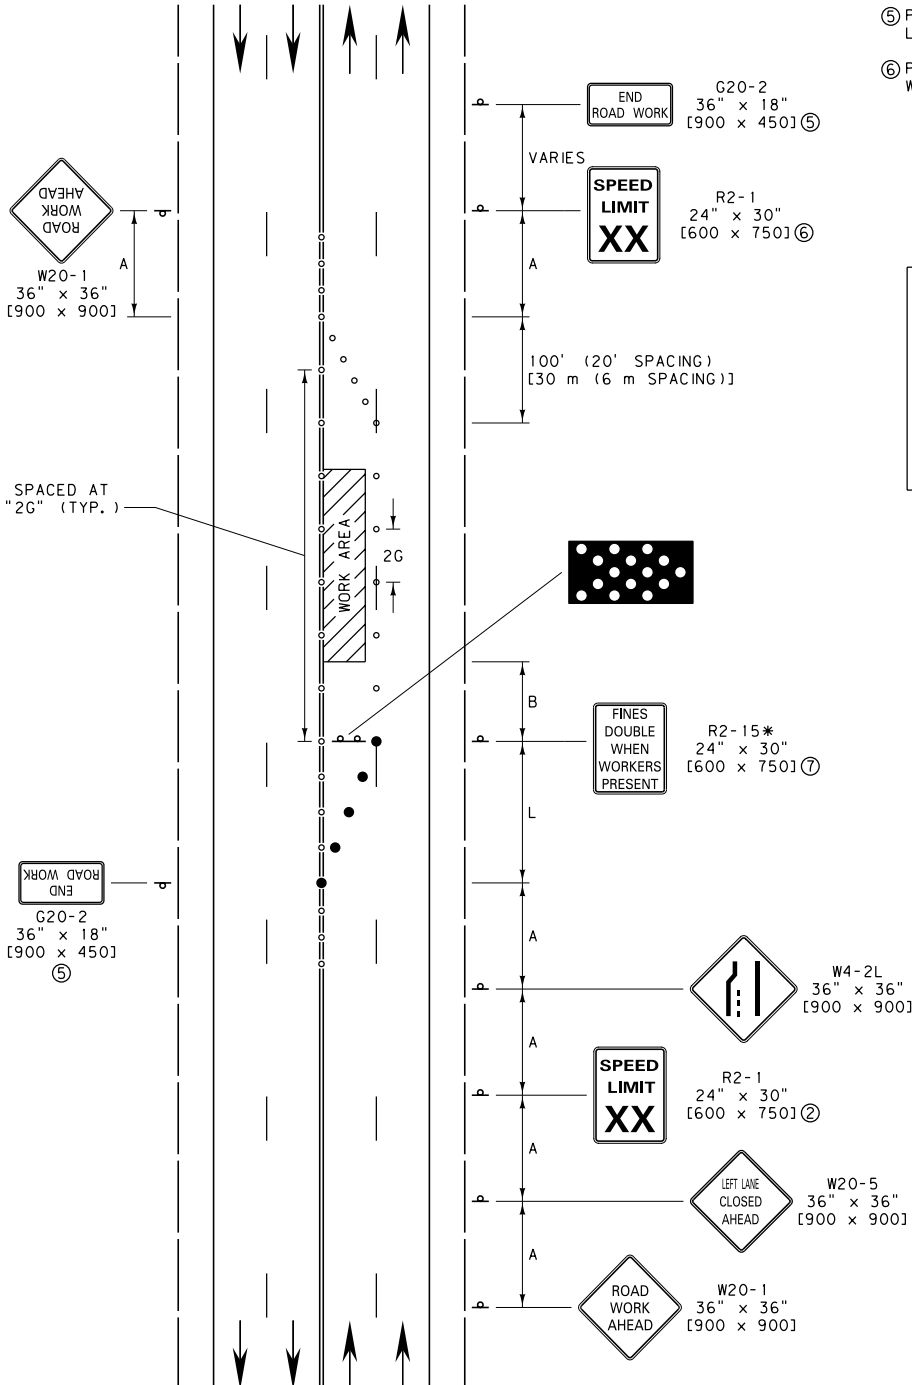 ⑤ P
L
⑥ P
W
END
ROAD WORK
G20-2
36" x 18"
[900 x 450] ⑤
VARIES
SPEED
LIMIT
XX
R2-1
24" x 30"
[600 x 750] ⑥
ROAD
WORK
AHEAD
A
W20-1
36" x 36"
[900 x 900]
A
100' (20' SPACING)
[30 m (6 m SPACING)]
SPACED AT
"2G" (TYP.)
WORK AREA
2G
B
FINES
DOUBLE
WHEN
WORKERS
PRESENT
R2-15*
24" x 30"
[600 x 750] ⑦
L
END
ROAD WORK
G20-2
36" x 18"
[900 x 450]
⑤
A
W4-2L
36" x 36"
[900 x 900]
A
SPEED
LIMIT
XX
R2-1
24" x 30"
[600 x 750] ②
A
LEFT LANE
CLOSED
AHEAD
W20-5
36" x 36"
[900 x 900]
A
ROAD
WORK
AHEAD
W20-1
36" x 36"
[900 x 900]